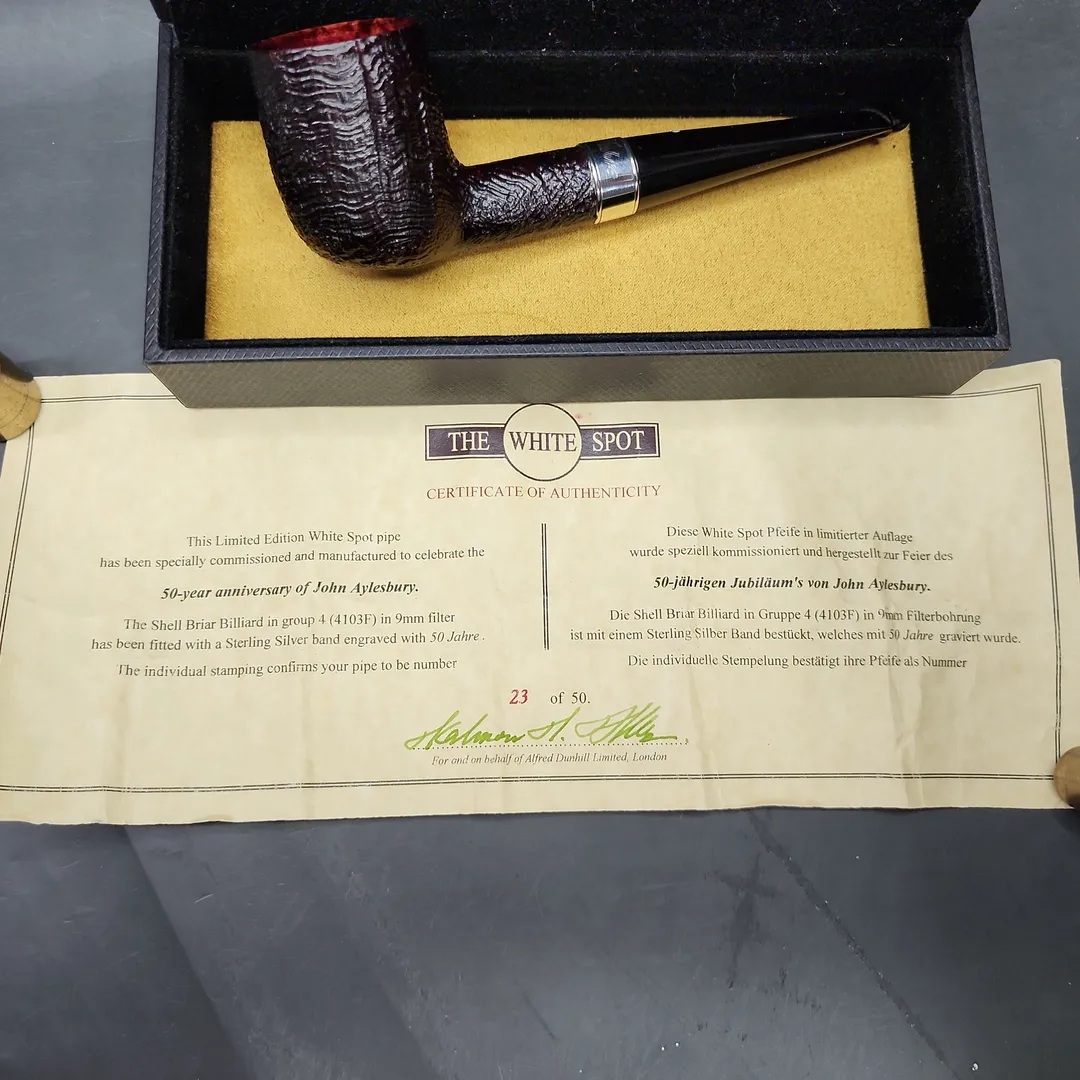 THE WHITE SPOT
CERTIFICATE OF AUTHENTICITY
This Limited Edition White Spot pipe
has been specially commissioned and manufactured to celebrate the
50-year anniversary of John Aylesbury.
The Shell Briar Billiard in group 4 (4103F) in 9mm filter
has been fitted with a Sterling Silver band engraved with 50 Jahre.
The individual stamping confirms your pipe to be number
Diese White Spot Pfeife in limitierter Auflage
wurde speziell kommissioniert und hergestellt zur Feier des
50-jährigen Jubiläum's von John Aylesbury.
Die Shell Briar Billiard in Gruppe 4 (4103F) in 9mm Filterbohrung
ist mit einem Sterling Silber Band bestückt, welches mit 50 Jahre graviert wurde.
Die individuelle Stempelung bestätigt ihre Pfeife als Nummer
23 of 50.
For and on behalf of Alfred Dunhill Limited, London